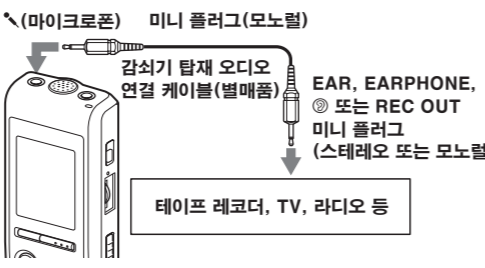 (마이크로폰)
미니 플러그(모노럴)
감쇠기 탑재 오디오
연결 케이블(별매품)
EAR, EARPHONE,
또는 REC OUT
미니 플러그
(스테레오 또는 모노럴
테이프 레코더, TV, 라디오 등